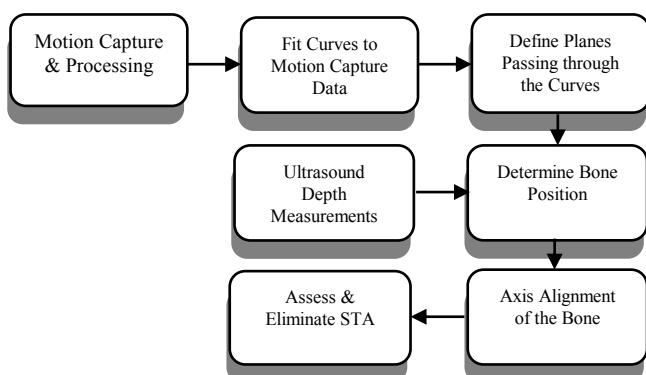 Motion Capture
& Processing
Fit Curves to
Motion Capture
Data
Define Planes
Passing through
the Curves
Ultrasound
Depth
Measurements
Determine Bone
Position
Assess &
Eliminate STA
Axis Alignment
of the Bone